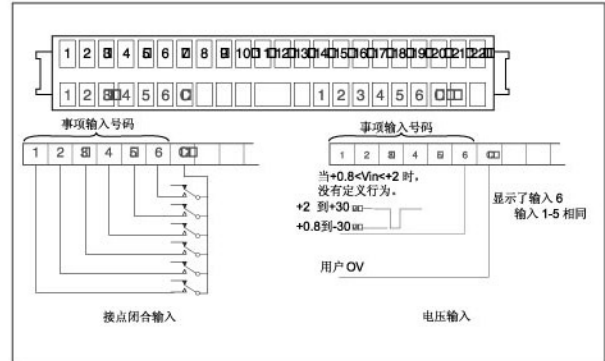 1 2 3 4 5 6 7 8 9 10 11 12 13 14 15 16 17 18 19 20 21 22
1 2 3 4 5 6 C 1 2 3 4 5 6 C
事项输入号码
1 2 3 4 5 6 C
接点闭合输入
事项输入号码
1 2 3 4 5 6 C
当+0.8<Vin<+2 时,
没有定义行为。
+2 到+30
+0.8到-30
显示了输入 6
输入 1-5 相同
用户 OV
电压输入